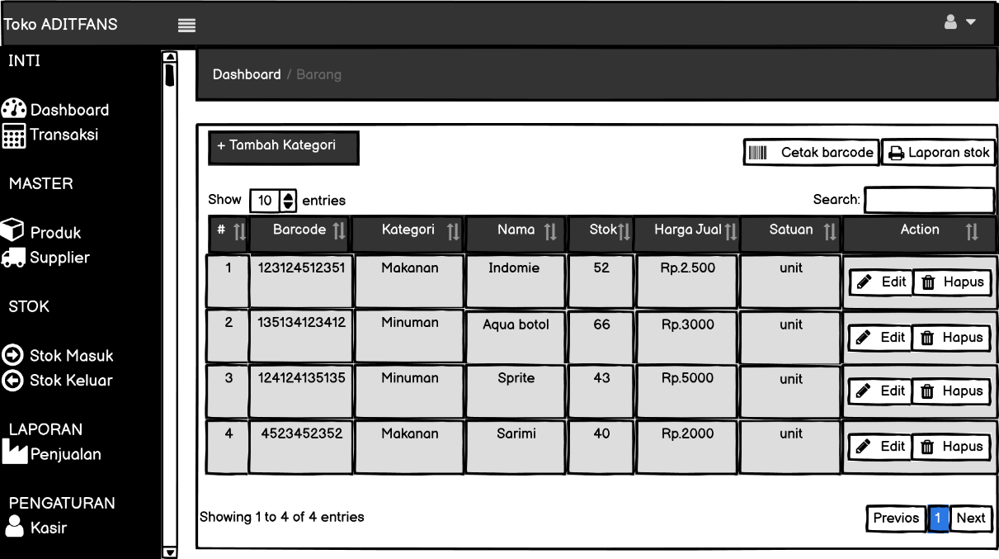 Toko ADITFANS
INTI
Dashboard
Transaksi
MASTER
Produk
Supplier
STOK
Stok Masuk
Stok Keluar
LAPORAN
Penjualan
PENGATURAN
Kasir
Dashboard / Barang
+ Tambah Kategori
Cetak barcode Laporan stok
Show 10 entries Search:
# Barcode Kategori Nama Stok Harga Jual Satuan Action
1 123124512351 Makanan Indomie 52 Rp.2.500 unit Edit Hapus
2 135134123412 Minuman Aqua botol 66 Rp.3000 unit Edit Hapus
3 124124135135 Minuman Sprite 43 Rp.5000 unit Edit Hapus
4 4523452352 Makanan Sarimi 40 Rp.2000 unit Edit Hapus
Showing 1 to 4 of 4 entries Previos 1 Next